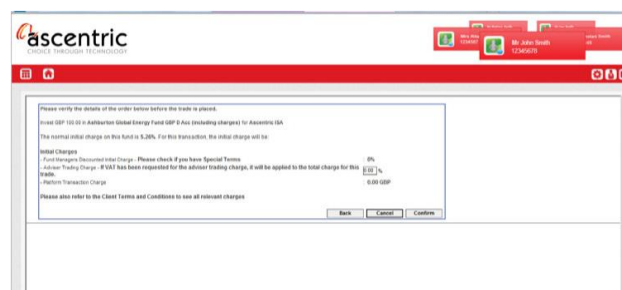 ascentric
CHOICE THROUGH TECHNOLOGY
Mr John Smith
12345678
Please verify the details of the order below before the trade is placed.
Invest GBP 100.00 in Ashburton Global Energy Fund GBP D Acc (including charges) for Ascentric ISA
The normal initial charge on this fund is 5.26%. For this transaction, the initial charge will be:
Initial Charges
- Fund Managers Discounted Initial Charge - Please check if you have Special Terms : 0%
- Adviser Trading Charge - If VAT has been requested for the adviser trading charge, it will be applied to the total charge for this trade. : 0.00 %
- Platform Transaction Charge : 0.00 GBP
Please also refer to the Client Terms and Conditions to see all relevant charges
Back Cancel Confirm